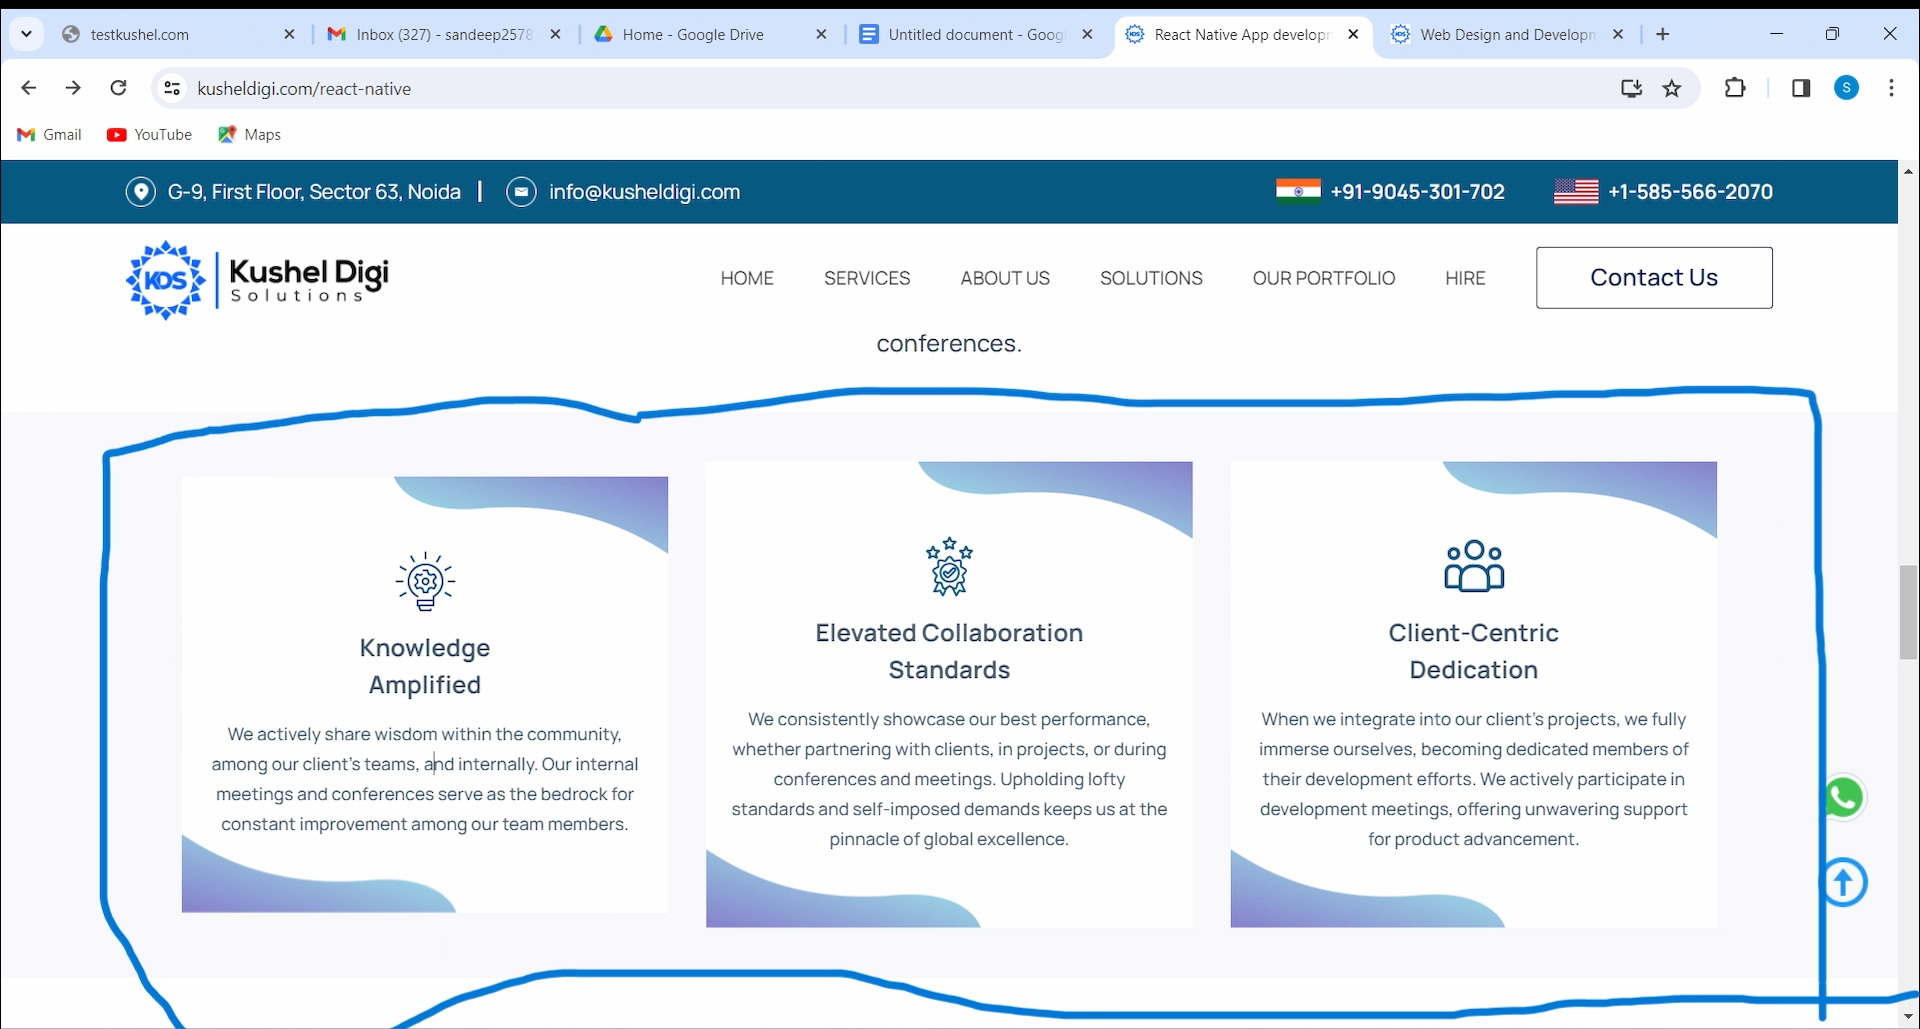 testkushel.com
Inbox (327) - sandeep2578
Home - Google Drive
Untitled document - Goog
React Native App developm
Web Design and Developm
kusheldigi.com/react-native
S
Gmail
YouTube
Maps
G-9, First Floor, Sector 63, Noida | info@kusheldigi.com
+91-9045-301-702
+1-585-566-2070
KDS
Kushel Digi
Solutions
HOME
SERVICES
ABOUT US
SOLUTIONS
OUR PORTFOLIO
HIRE
Contact Us
conferences.
Knowledge
Amplified
We actively share wisdom within the community,
among our client's teams, and internally. Our internal
meetings and conferences serve as the bedrock for
constant improvement among our team members.
Elevated Collaboration
Standards
We consistently showcase our best performance,
whether partnering with clients, in projects, or during
conferences and meetings. Upholding lofty
standards and self-imposed demands keeps us at the
pinnacle of global excellence.
Client-Centric
Dedication
When we integrate into our client's projects, we fully
immerse ourselves, becoming dedicated members of
their development efforts. We actively participate in
development meetings, offering unwavering support
for product advancement.